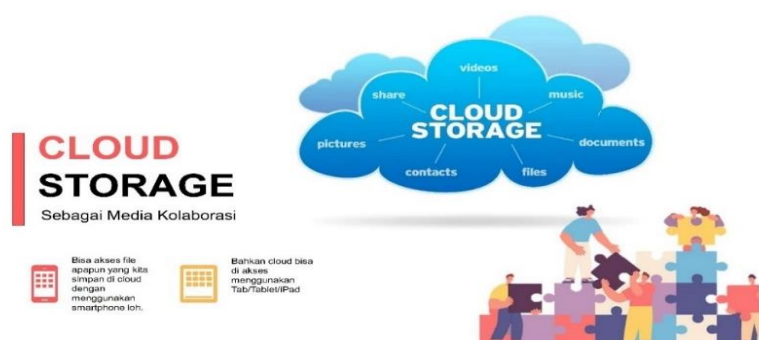 CLOUD
STORAGE
Sebagai Media Kolaborasi
Bisa akses file
apapun yang kita
simpan di cloud
dengan
menggunakan
smartphone loh.
Bahkan cloud bisa
di akses
menggunakan
Tab/Tablet/iPad
videos
share
music
CLOUD
STORAGE
pictures
documents
contacts
files